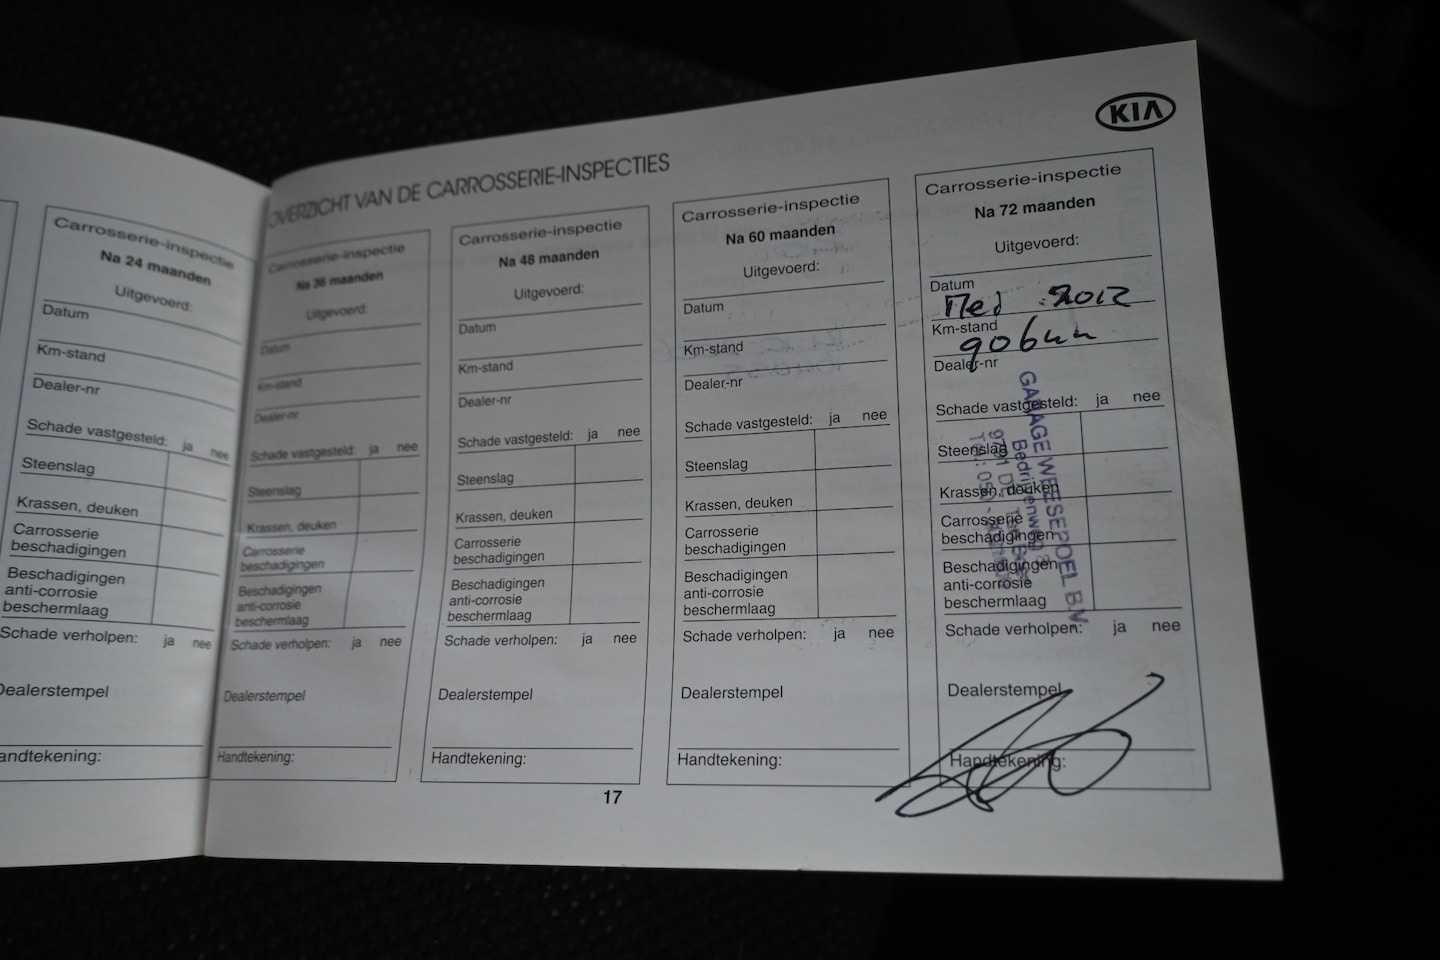 KIA
OVERZICHT VAN DE CARROSSERIE-INSPECTIES
Carrosserie-inspectie
Na 24 maanden
Uitgevoerd:
Datum
Km-stand
Dealer-nr
Schade vastgesteld: ja nee
Steenslag
Krassen, deuken
Carrosserie
beschadigingen
Beschadigingen
anti-corrosie
beschermlaag
Schade verholpen: ja nee
Dealerstempel
Handtekening:
Carrosserie-inspectie
Na 36 maanden
Uitgevoerd:
Datum
Km-stand
Dealer-nr
Schade vastgesteld: ja nee
Steenslag
Krassen, deuken
Carrosserie
beschadigingen
Beschadigingen
anti-corrosie
beschermlaag
Schade verholpen: ja nee
Dealerstempel
Handtekening:
Carrosserie-inspectie
Na 48 maanden
Uitgevoerd:
Datum
Km-stand
Dealer-nr
Schade vastgesteld: ja nee
Steenslag
Krassen, deuken
Carrosserie
beschadigingen
Beschadigingen
anti-corrosie
beschermlaag
Schade verholpen: ja nee
Dealerstempel
Handtekening:
Carrosserie-inspectie
Na 60 maanden
Uitgevoerd:
Datum
Km-stand
Dealer-nr
Schade vastgesteld: ja nee
Steenslag
Krassen, deuken
Carrosserie
beschadigingen
Beschadigingen
anti-corrosie
beschermlaag
Schade verholpen: ja nee
Dealerstempel
Handtekening:
Carrosserie-inspectie
Na 72 maanden
Uitgevoerd:
Datum
2012
Km-stand
Dealer-nr
Schade vastgesteld: ja nee
Steenslag
Krassen, deuken
Carrosserie
beschadigingen
Beschadigingen
anti-corrosie
beschermlaag
Schade verholpen: ja nee
Dealerstempel
Handtekening:
GARAGE WEESEPOEL B.V.
Bedrijvenweg
17